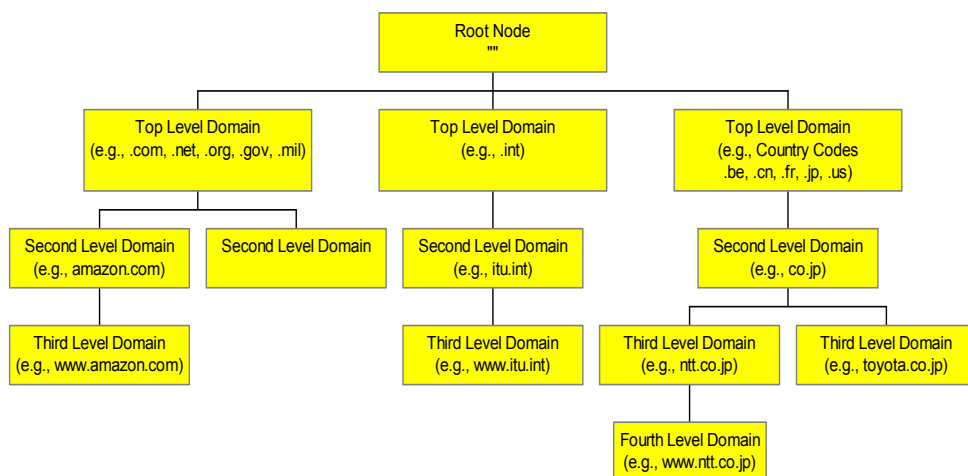 Root Node
""
Top Level Domain
(e.g., .com, .net, .org, .gov, .mil)
Top Level Domain
(e.g., .int)
Top Level Domain
(e.g., Country Codes
.be, .cn, .fr, .jp, .us)
Second Level Domain
(e.g., amazon.com)
Second Level Domain
Second Level Domain
(e.g., itu.int)
Second Level Domain
(e.g., co.jp)
Third Level Domain
(e.g., www.amazon.com)
Third Level Domain
(e.g., www.itu.int)
Third Level Domain
(e.g., ntt.co.jp)
Third Level Domain
(e.g., toyota.co.jp)
Fourth Level Domain
(e.g., www.ntt.co.jp)